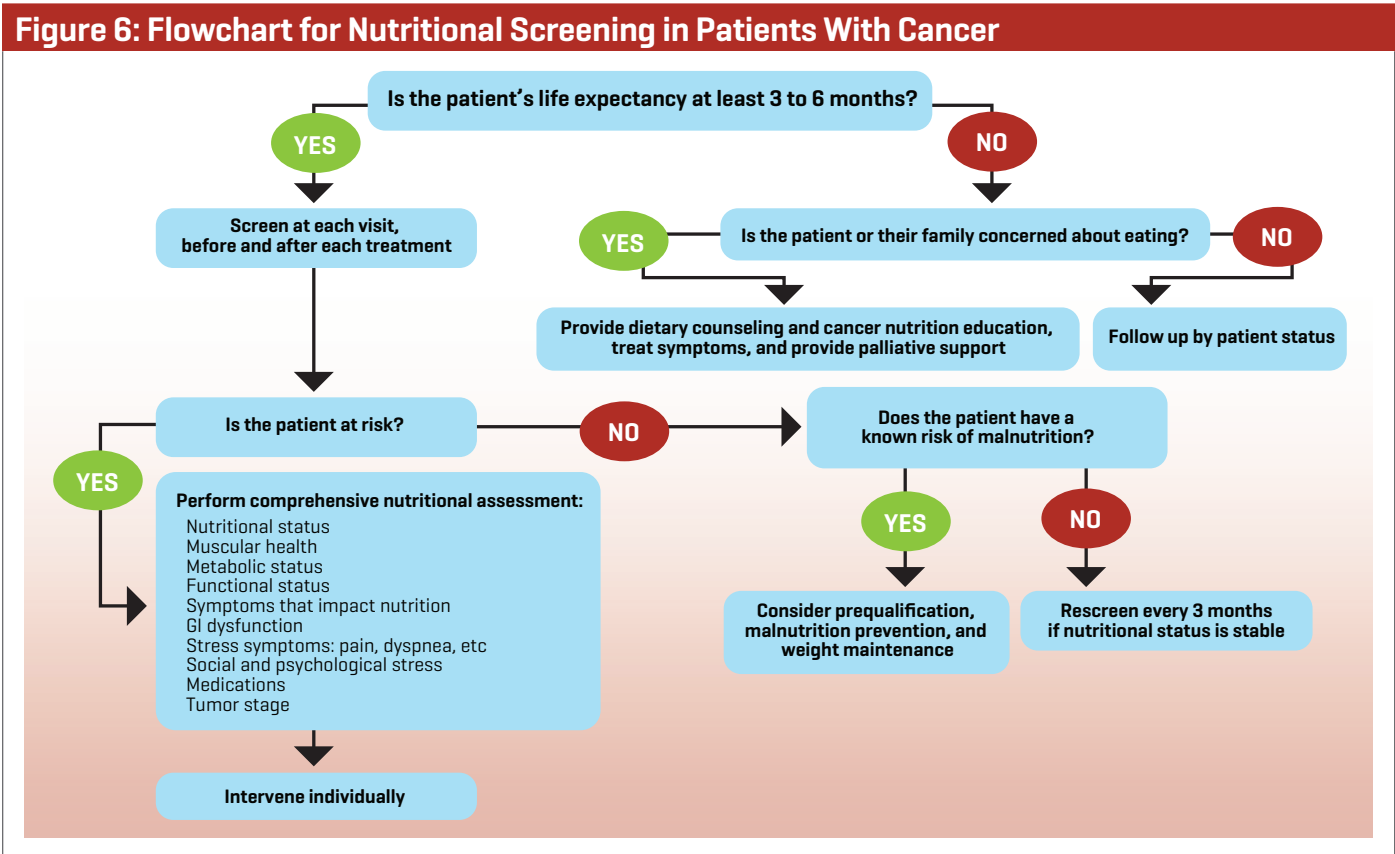 Figure 6: Flowchart for Nutritional Screening in Patients With Cancer
Is the patient's life expectancy at least 3 to 6 months?
YES
NO
Screen at each visit,
before and after each treatment
YES
Is the patient or their family concerned about eating?
NO
Provide dietary counseling and cancer nutrition education,
treat symptoms, and provide palliative support
Follow up by patient status
Is the patient at risk?
NO
Does the patient have a
known risk of malnutrition?
YES
Perform comprehensive nutritional assessment:
Nutritional status
Muscular health
Metabolic status
Functional status
Symptoms that impact nutrition
GI dysfunction
Stress symptoms: pain, dyspnea, etc
Social and psychological stress
Medications
Tumor stage
YES
NO
Consider prequalification,
malnutrition prevention, and
weight maintenance
Rescreen every 3 months
if nutritional status is stable
Intervene individually